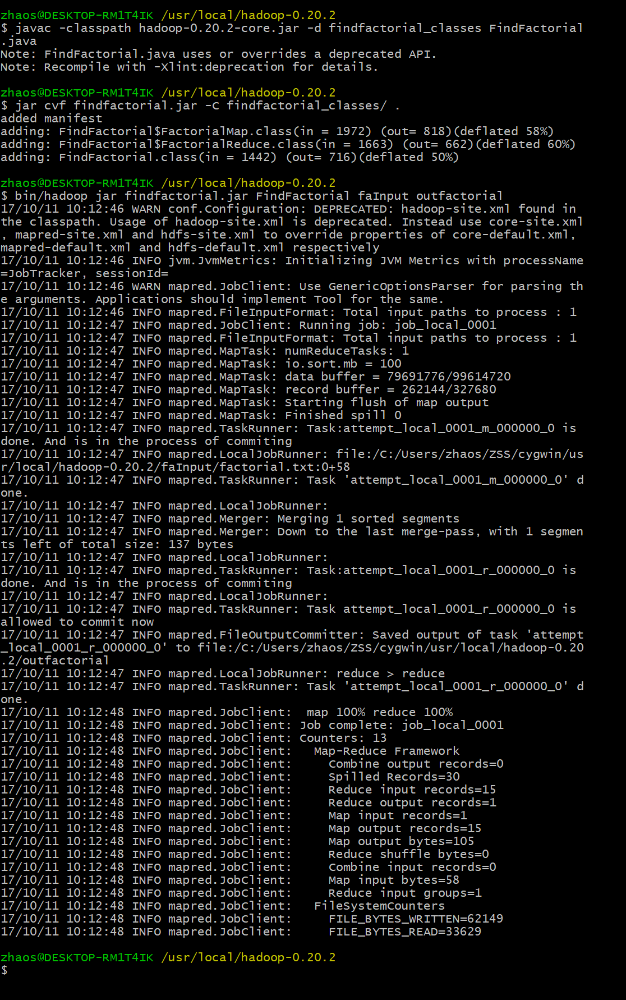 zhaos@DESKTOP-RM1T4IK /usr/local/hadoop-0.20.2
$ javac -classpath hadoop-0.20.2-core.jar -d findfactorial_classes FindFactorial
.java
Note: FindFactorial.java uses or overrides a deprecated API.
Note: Recompile with -Xlint:deprecation for details.

zhaos@DESKTOP-RM1T4IK /usr/local/hadoop-0.20.2
$ jar cvf findfactorial.jar -C findfactorial_classes/ .
added manifest
adding: FindFactorial$FactorialMap.class(in = 1972) (out= 818)(deflated 58%)
adding: FindFactorial$FactorialReduce.class(in = 1663) (out= 662)(deflated 60%)
adding: FindFactorial.class(in = 1442) (out= 716)(deflated 50%)

zhaos@DESKTOP-RM1T4IK /usr/local/hadoop-0.20.2
$ bin/hadoop jar findfactorial.jar FindFactorial faInput outfactorial
17/10/11 10:12:46 WARN conf.Configuration: DEPRECATED: hadoop-site.xml found in
the classpath. Usage of hadoop-site.xml is deprecated. Instead use core-site.xml
, mapred-site.xml and hdfs-site.xml to override properties of core-default.xml,
mapred-default.xml and hdfs-default.xml respectively
17/10/11 10:12:46 INFO jvm.JvmMetrics: Initializing JVM Metrics with processName
=JobTracker, sessionId=
17/10/11 10:12:46 WARN mapred.JobClient: Use GenericOptionsParser for parsing th
e arguments. Applications should implement Tool for the same.
17/10/11 10:12:46 INFO mapred.FileInputFormat: Total input paths to process : 1
17/10/11 10:12:47 INFO mapred.JobClient: Running job: job_local_0001
17/10/11 10:12:47 INFO mapred.FileInputFormat: Total input paths to process : 1
17/10/11 10:12:47 INFO mapred.MapTask: numReduceTasks: 1
17/10/11 10:12:47 INFO mapred.MapTask: io.sort.mb = 100
17/10/11 10:12:47 INFO mapred.MapTask: data buffer = 79691776/99614720
17/10/11 10:12:47 INFO mapred.MapTask: record buffer = 262144/327680
17/10/11 10:12:47 INFO mapred.MapTask: Starting flush of map output
17/10/11 10:12:47 INFO mapred.MapTask: Finished spill 0
17/10/11 10:12:47 INFO mapred.TaskRunner: Task:attempt_local_0001_m_000000_0 is
done. And is in the process of commiting
17/10/11 10:12:47 INFO mapred.LocalJobRunner: file:/C:/Users/zhaos/ZSS/cygwin/us
r/local/hadoop-0.20.2/faInput/factorial.txt:0+58
17/10/11 10:12:47 INFO mapred.TaskRunner: Task 'attempt_local_0001_m_000000_0' d
one.
17/10/11 10:12:47 INFO mapred.LocalJobRunner:
17/10/11 10:12:47 INFO mapred.Merger: Merging 1 sorted segments
17/10/11 10:12:47 INFO mapred.Merger: Down to the last merge-pass, with 1 segmen
ts left of total size: 137 bytes
17/10/11 10:12:47 INFO mapred.LocalJobRunner:
17/10/11 10:12:47 INFO mapred.TaskRunner: Task:attempt_local_0001_r_000000_0 is
done. And is in the process of commiting
17/10/11 10:12:47 INFO mapred.LocalJobRunner:
17/10/11 10:12:47 INFO mapred.TaskRunner: Task attempt_local_0001_r_000000_0 is
allowed to commit now
17/10/11 10:12:47 INFO mapred.FileOutputCommitter: Saved output of task 'attempt
_local_0001_r_000000_0' to file:/C:/Users/zhaos/ZSS/cygwin/usr/local/hadoop-0.20
.2/outfactorial
17/10/11 10:12:47 INFO mapred.LocalJobRunner: reduce > reduce
17/10/11 10:12:47 INFO mapred.TaskRunner: Task 'attempt_local_0001_r_000000_0' d
one.
17/10/11 10:12:48 INFO mapred.JobClient:  map 100% reduce 100%
17/10/11 10:12:48 INFO mapred.JobClient: Job complete: job_local_0001
17/10/11 10:12:48 INFO mapred.JobClient: Counters: 13
17/10/11 10:12:48 INFO mapred.JobClient:   Map-Reduce Framework
17/10/11 10:12:48 INFO mapred.JobClient:     Combine output records=0
17/10/11 10:12:48 INFO mapred.JobClient:     Spilled Records=30
17/10/11 10:12:48 INFO mapred.JobClient:     Reduce input records=15
17/10/11 10:12:48 INFO mapred.JobClient:     Reduce output records=1
17/10/11 10:12:48 INFO mapred.JobClient:     Map input records=1
17/10/11 10:12:48 INFO mapred.JobClient:     Map output records=15
17/10/11 10:12:48 INFO mapred.JobClient:     Map output bytes=105
17/10/11 10:12:48 INFO mapred.JobClient:     Reduce shuffle bytes=0
17/10/11 10:12:48 INFO mapred.JobClient:     Combine input records=0
17/10/11 10:12:48 INFO mapred.JobClient:     Map input bytes=58
17/10/11 10:12:48 INFO mapred.JobClient:     Reduce input groups=1
17/10/11 10:12:48 INFO mapred.JobClient:   FileSystemCounters
17/10/11 10:12:48 INFO mapred.JobClient:     FILE_BYTES_WRITTEN=62149
17/10/11 10:12:48 INFO mapred.JobClient:     FILE_BYTES_READ=33629

zhaos@DESKTOP-RM1T4IK /usr/local/hadoop-0.20.2
$